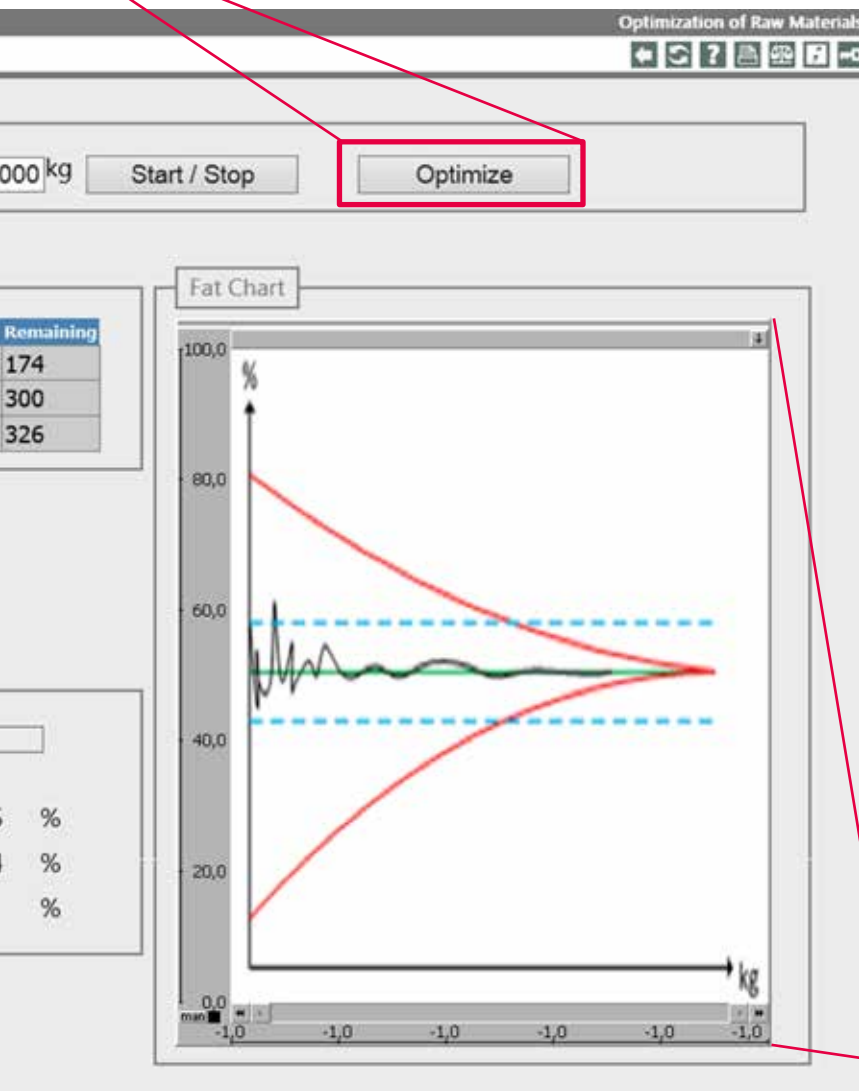 Optimization of Raw Materials
?
000 kg Start / Stop Optimize
Fat Chart
Remaining
174
300
326
100,0
%
80,0
60,0
40,0
%
%
20,0
%
kg
0,0
man
-1,0 -1,0 -1,0 -1,0 -1,0 -1,0